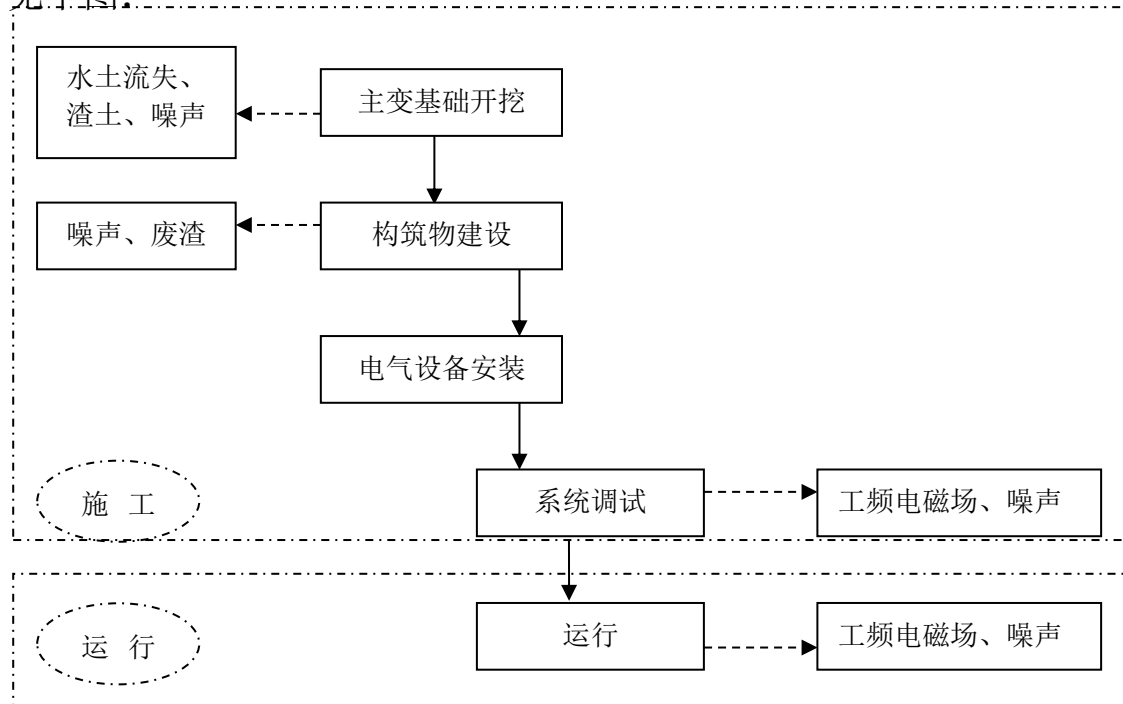 水土流失、
渣土、噪声
主变基础开挖
噪声、废渣
构筑物建设
电气设备安装
施 工
系统调试
工频电磁场、噪声
运 行
运行
工频电磁场、噪声